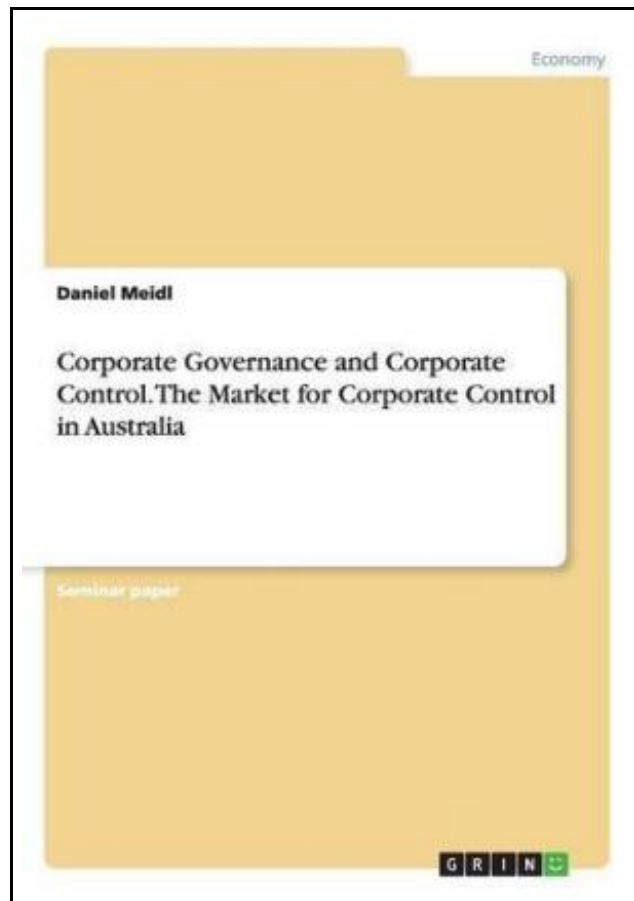 Economy
Daniel Meidl
Corporate Governance and Corporate
Control. The Market for Corporate Control
in Australia
Seminar paper
GRIN